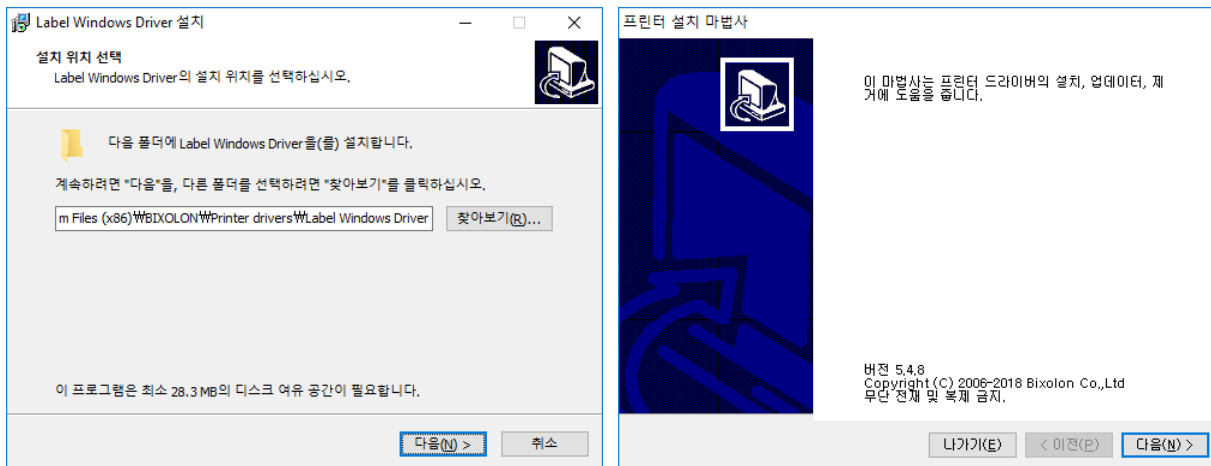 Label Windows Driver 설치
설치 위치 선택
Label Windows Driver의 설치 위치를 선택하십시오.
다음 폴더에 Label Windows Driver을(를) 설치합니다.
계속하려면 "다음"을, 다른 폴더를 선택하려면 "찾아보기"를 클릭하십시오.
m Files (x86)₩BIXOLON₩Printer drivers₩Label Windows Driver
찾아보기(R)...
이 프로그램은 최소 28.3 MB의 디스크 여유 공간이 필요합니다.
다음(N) >
취소
프린터 설치 마법사
이 마법사는 프린터 드라이버의 설치, 업데이터, 제
거에 도움을 줍니다.
버전 5.4.8
Copyright (C) 2006-2018 Bixolon Co.,Ltd
무단 전재 및 복제 금지.
나가기(E)
< 이전(P)
다음(N) >